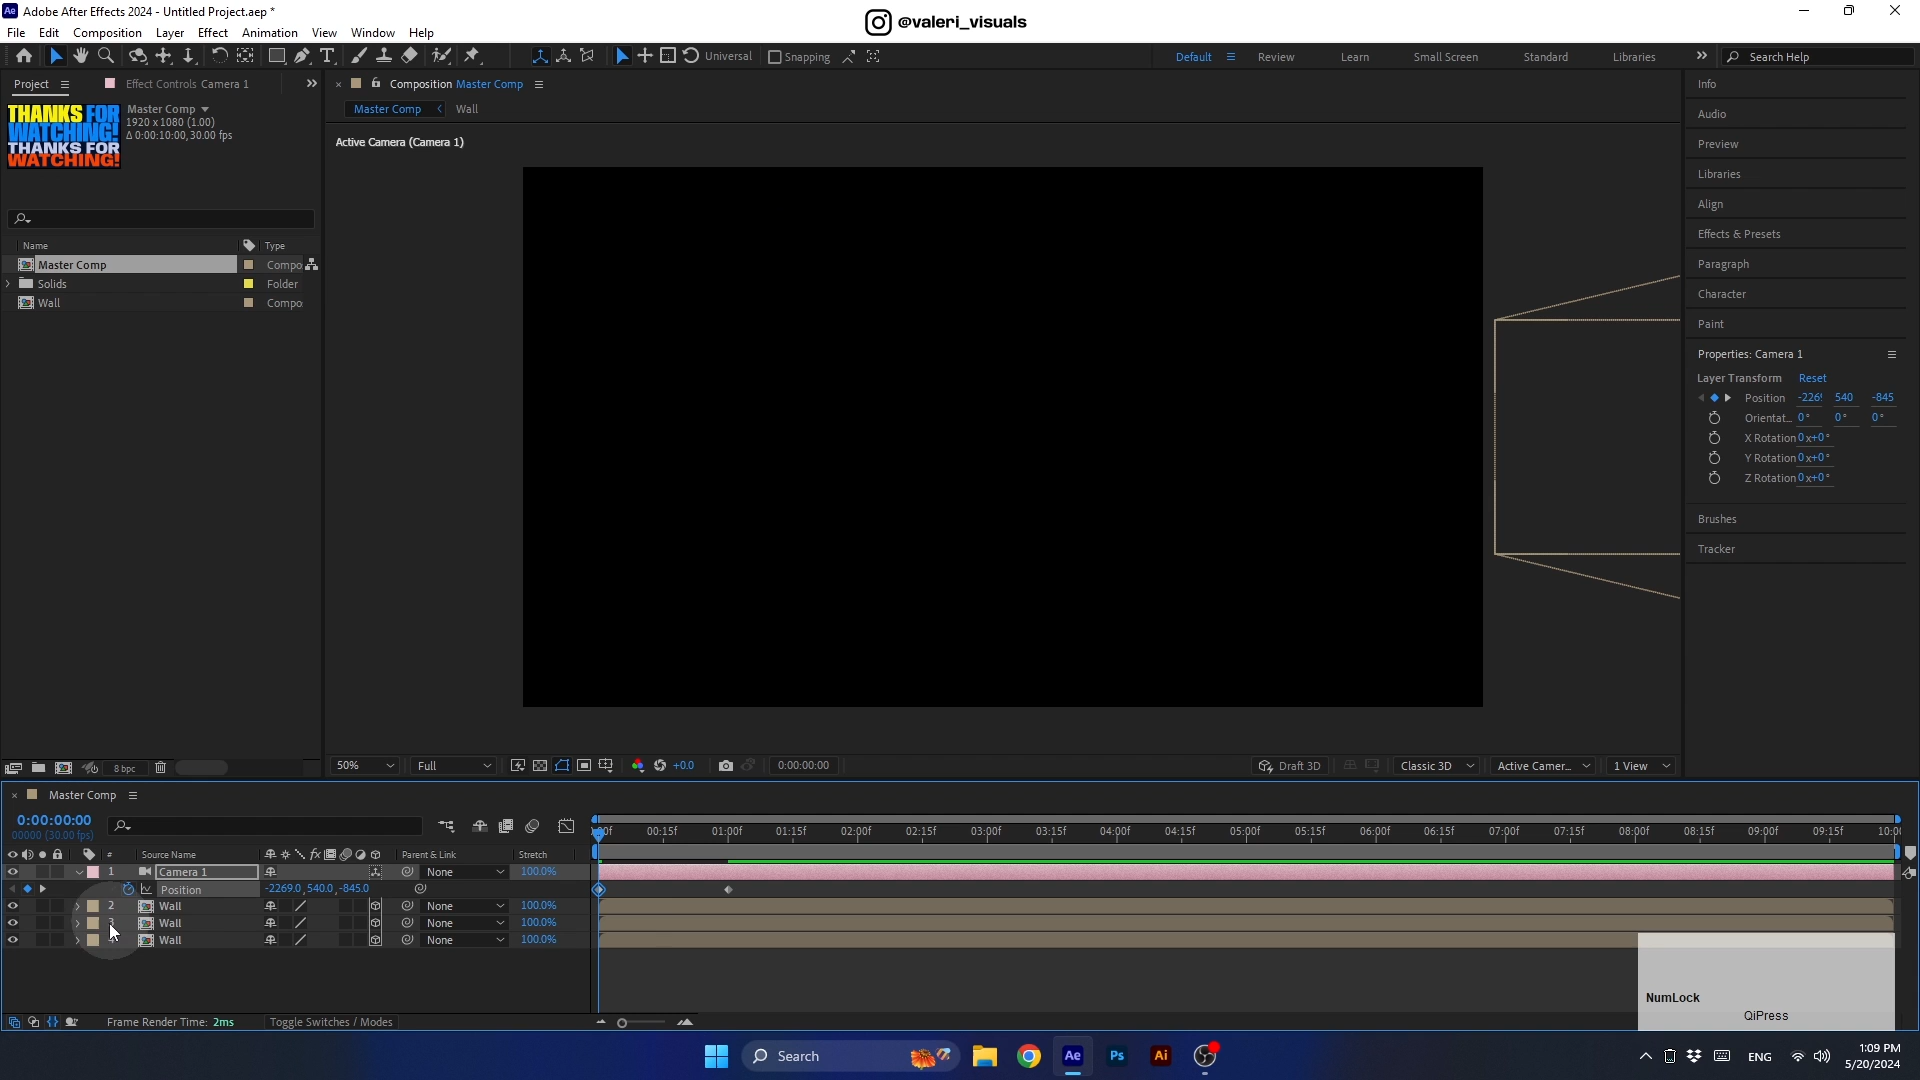 Adobe After Effects 2024 - Untitled Project.aep *
@valeri_visuals
File Edit Composition Layer Effect Animation View Window Help
Universal Snapping Default Review Learn Small Screen Standard Libraries Search Help
Project Effect Controls Camera 1
Composition Master Comp
Master Comp Wall
Active Camera (Camera 1)
THANKS FOR
WATCHING!
THANKS FOR
WATCHING!
Master Comp
1920 x 1080 (1.00)
Δ 0:00:10:00, 30.00 fps
Name Type
Master Comp Compo
Solids Folder
Wall Compo
Info
Audio
Preview
Libraries
Align
Effects & Presets
Paragraph
Character
Paint
Properties: Camera 1
Layer Transform Reset
Position -226 540 -845
Orientat... 0° 0° 0°
X Rotation 0x+0°
Y Rotation 0x+0°
Z Rotation 0x+0°
Brushes
Tracker
8 bpc
50% Full +0.0 0:00:00:00 Draft 3D Classic 3D Active Camer... 1 View
Master Comp
0:00:00:00
00000 (30.00 fps)
00:15f 01:00f 01:15f 02:00f 02:15f 03:00f 03:15f 04:00f 04:15f 05:00f 05:15f 06:00f 06:15f 07:00f 07:15f 08:00f 08:15f 09:00f 09:15f 10:0
# Source Name fx Parent & Link Stretch
1 Camera 1 None 100.0%
Position -2269.0, 540.0, -845.0
2 Wall None 100.0%
3 Wall None 100.0%
Wall None 100.0%
NumLock
QiPress
Frame Render Time: 2ms Toggle Switches / Modes
Search Ae Ps Ai ENG
1:09 PM
5/20/2024